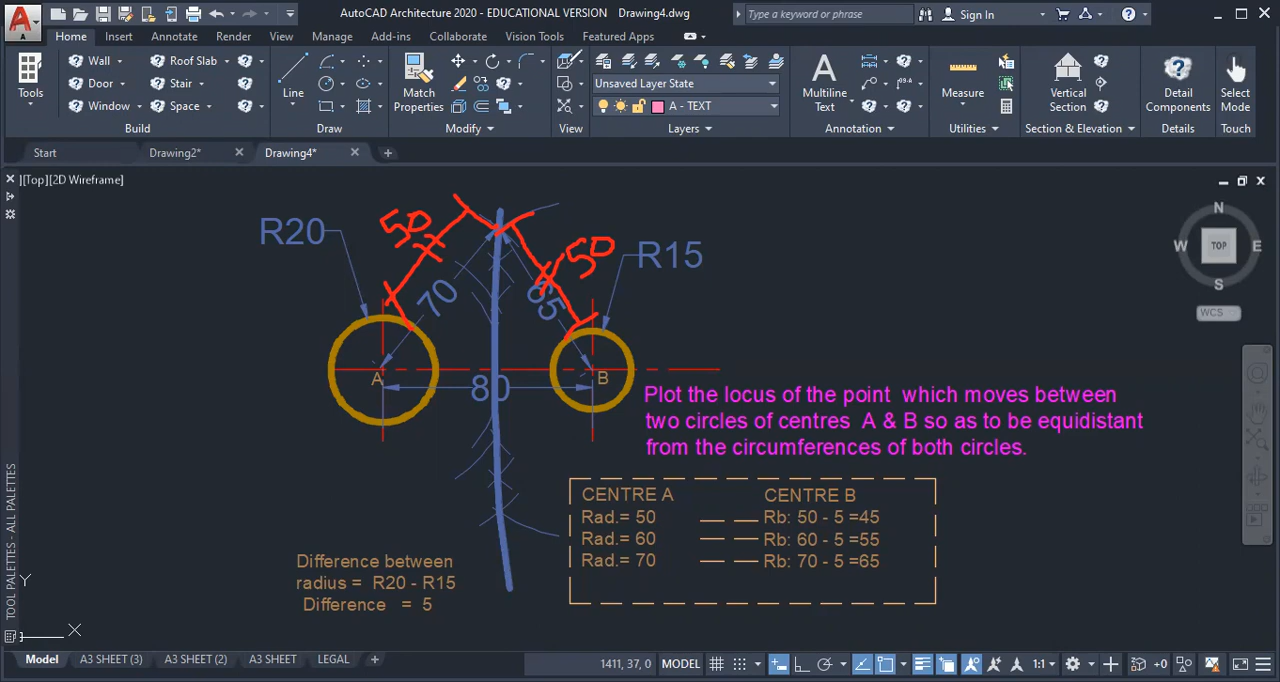 AutoCAD Architecture 2020 - EDUCATIONAL VERSION Drawing4.dwg
Type a keyword or phrase
Sign In
Home Insert Annotate Render View Manage Add-ins Collaborate Vision Tools Featured Apps
Tools
Wall
Door
Window
Roof Slab
Stair
Space
Build
Line
Draw
Match
Properties
Modify
View
Unsaved Layer State
A - TEXT
Layers
Multiline
Text
Annotation
Measure
Utilities
Vertical
Section
Section & Elevation
Detail
Components
Details
Select
Mode
Touch
Start Drawing2* Drawing4*
][Top][2D Wireframe]
N
W TOP E
S
WCS
R20
50
50
R15
70
65
A
80
B
Plot the locus of the point which moves between
two circles of centres A & B so as to be equidistant
from the circumferences of both circles.
CENTRE A CENTRE B
Rad.= 50 Rb: 50 - 5 =45
Rad.= 60 Rb: 60 - 5 =55
Rad.= 70 Rb: 70 - 5 =65
Difference between
radius = R20 - R15
Difference = 5
Y
X
TOOL PALETTES - ALL PALETTES
Model A3 SHEET (3) A3 SHEET (2) A3 SHEET LEGAL
1411, 37, 0 MODEL 1:1 +0